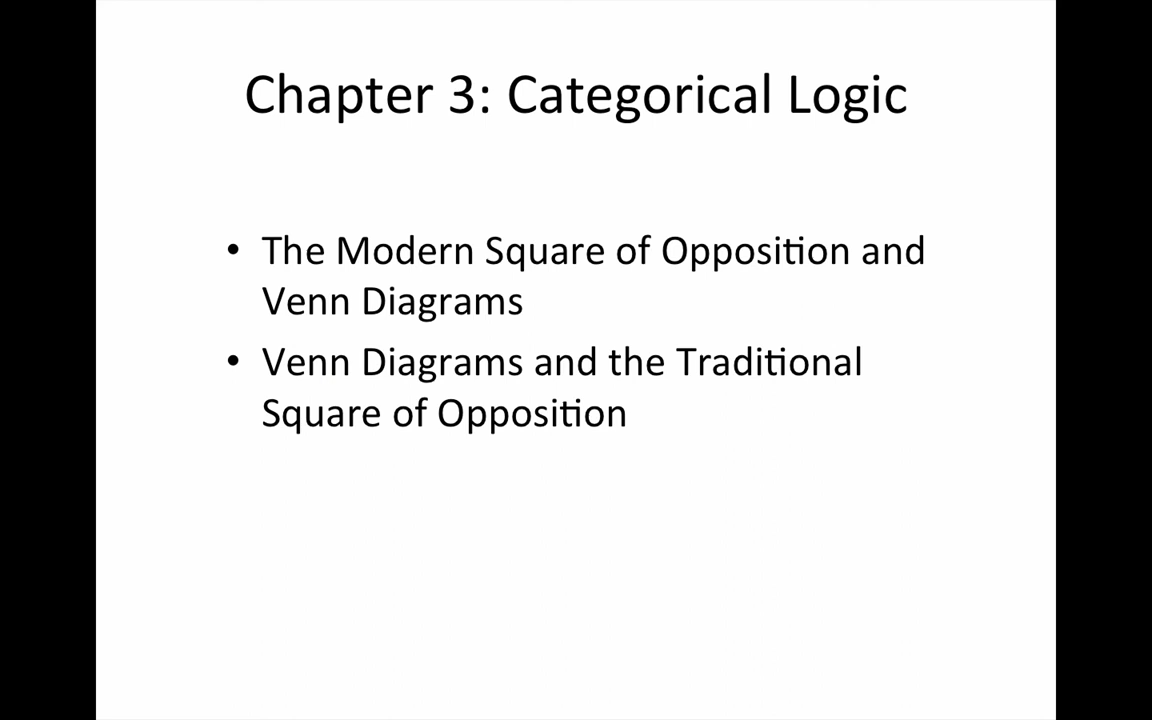 Chapter 3: Categorical Logic
• The Modern Square of Opposition and
Venn Diagrams
• Venn Diagrams and the Traditional
Square of Opposition